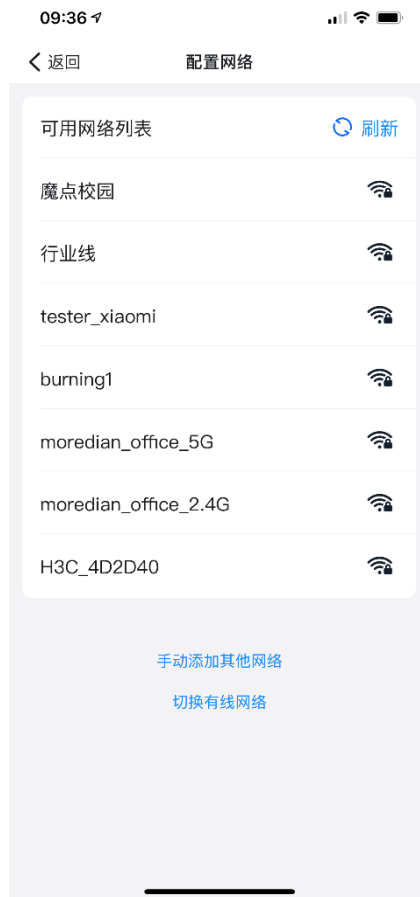 09:36
返回
配置网络
可用网络列表
刷新
魔点校园
行业线
tester_xiaomi
burning1
moredian_office_5G
moredian_office_2.4G
H3C_4D2D40
手动添加其他网络
切换有线网络